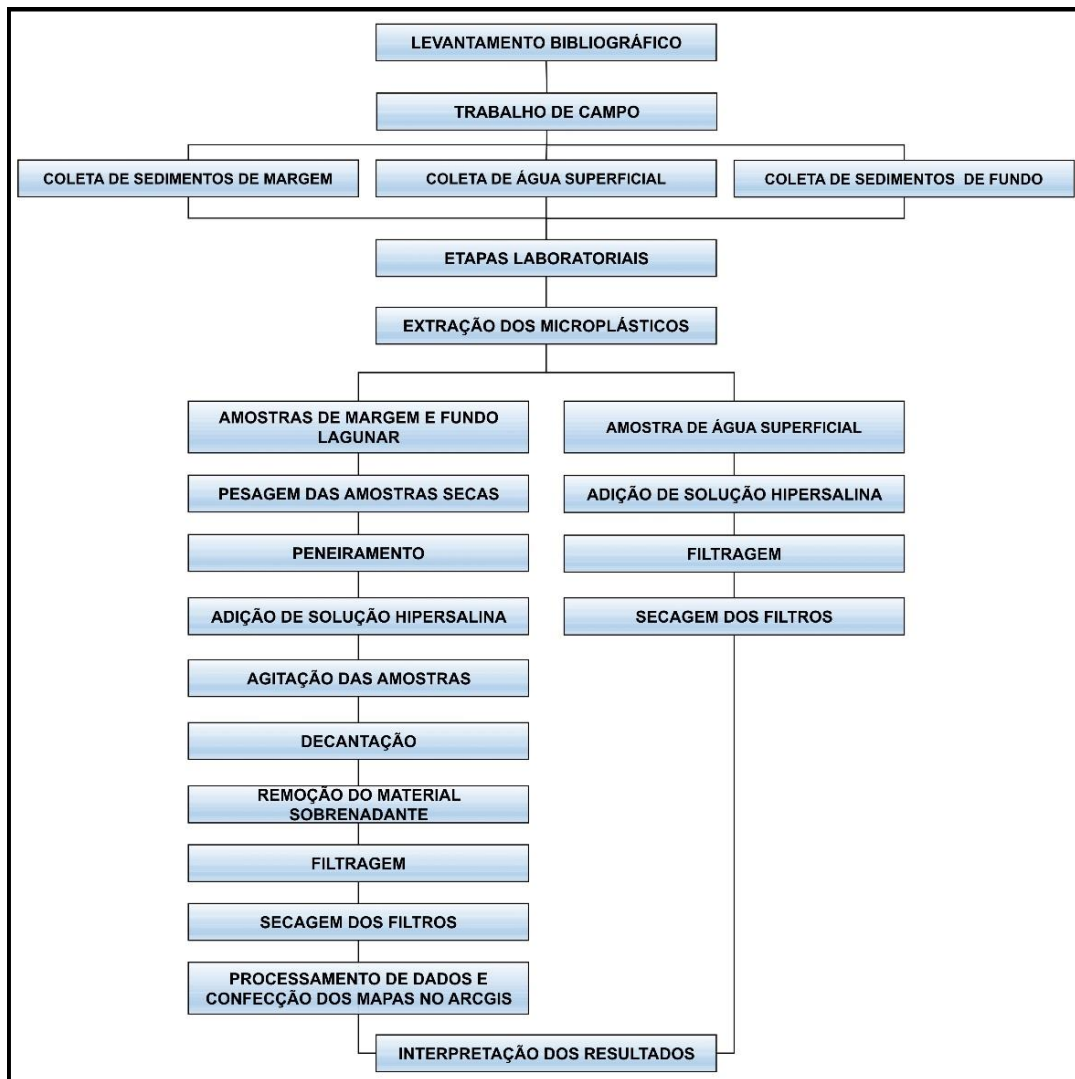 LEVANTAMENTO BIBLIOGRÁFICO
TRABALHO DE CAMPO
COLETA DE SEDIMENTOS DE MARGEM
COLETA DE ÁGUA SUPERFICIAL
COLETA DE SEDIMENTOS DE FUNDO
ETAPAS LABORATORIAIS
EXTRAÇÃO DOS MICROPLÁSTICOS
AMOSTRAS DE MARGEM E FUNDO
LAGUNAR
PESAGEM DAS AMOSTRAS SECAS
PENEIRAMENTO
ADIÇÃO DE SOLUÇÃO HIPERSALINA
AGITAÇÃO DAS AMOSTRAS
DECANTAÇÃO
REMOÇÃO DO MATERIAL
SOBRENADANTE
FILTRAGEM
SECAGEM DOS FILTROS
PROCESSAMENTO DE DADOS E
CONFECÇÃO DOS MAPAS NO ARCGIS
AMOSTRA DE ÁGUA SUPERFICIAL
ADIÇÃO DE SOLUÇÃO HIPERSALINA
FILTRAGEM
SECAGEM DOS FILTROS
INTERPRETAÇÃO DOS RESULTADOS